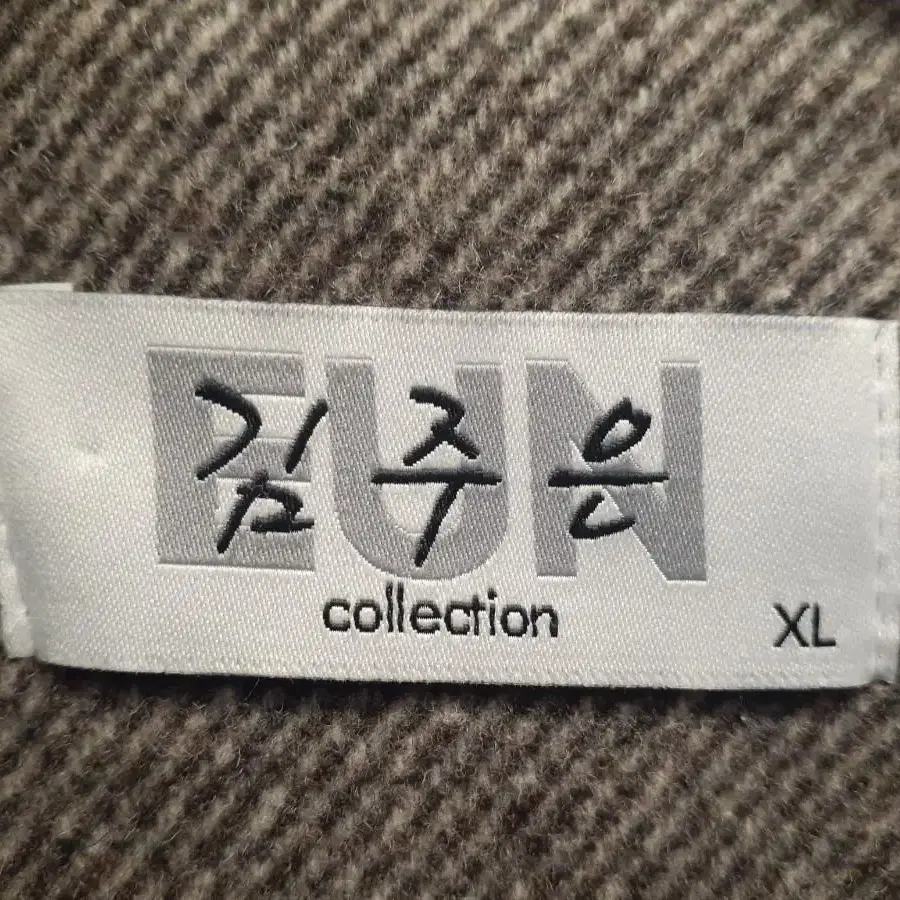 EUN
김주은
collection
XL